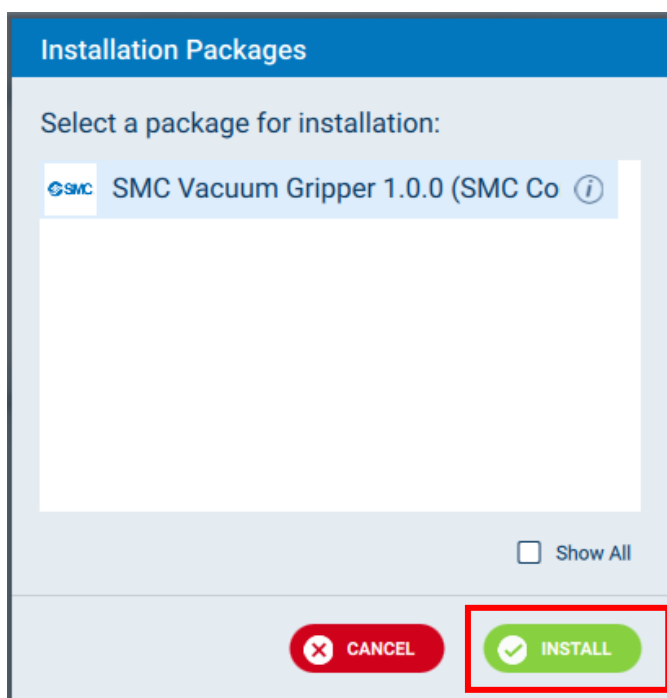 Installation Packages
Select a package for installation:
SMC SMC Vacuum Gripper 1.0.0 (SMC Co i
Show All
CANCEL INSTALL